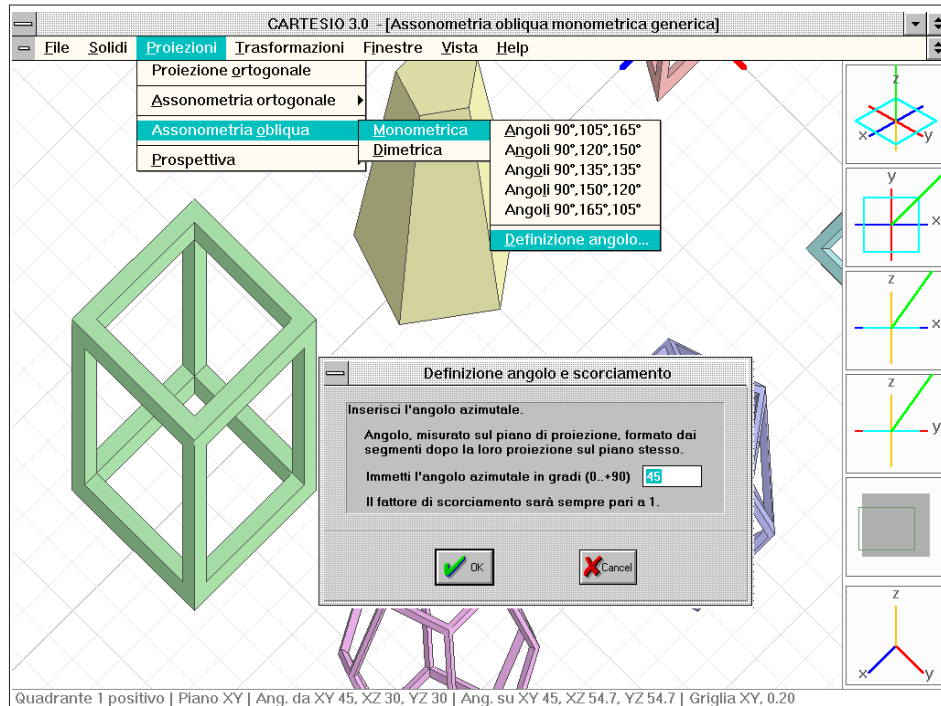 CARTESIO 3.0 - [Assonometria obliqua monometrica generica]
File Solidi Proiezioni Trasformazioni Finestre Vista Help
Proiezione ortogonale
Assonometria ortogonale
Assonometria obliqua
Prospettiva
Monometrica
Dimetrica
Angoli 90°,105°,165°
Angoli 90°,120°,150°
Angoli 90°,135°,135°
Angoli 90°,150°,120°
Angoli 90°,165°,105°
Definizione angolo...
Definizione angolo e scorciamento
Inserisci l'angolo azimutale.
Angolo, misurato sul piano di proiezione, formato dai
segmenti dopo la loro proiezione sul piano stesso.
Immetti l'angolo azimutale in gradi (0..+90) 45
Il fattore di scorciamento sarà sempre pari a 1.
OK Cancel
z
x y
y
x
z
x
z
y
z
x y
Quadrante 1 positivo | Piano XY | Ang. da XY 45, XZ 30, YZ 30 | Ang. su XY 45, XZ 54.7, YZ 54.7 | Griglia XY, 0.20